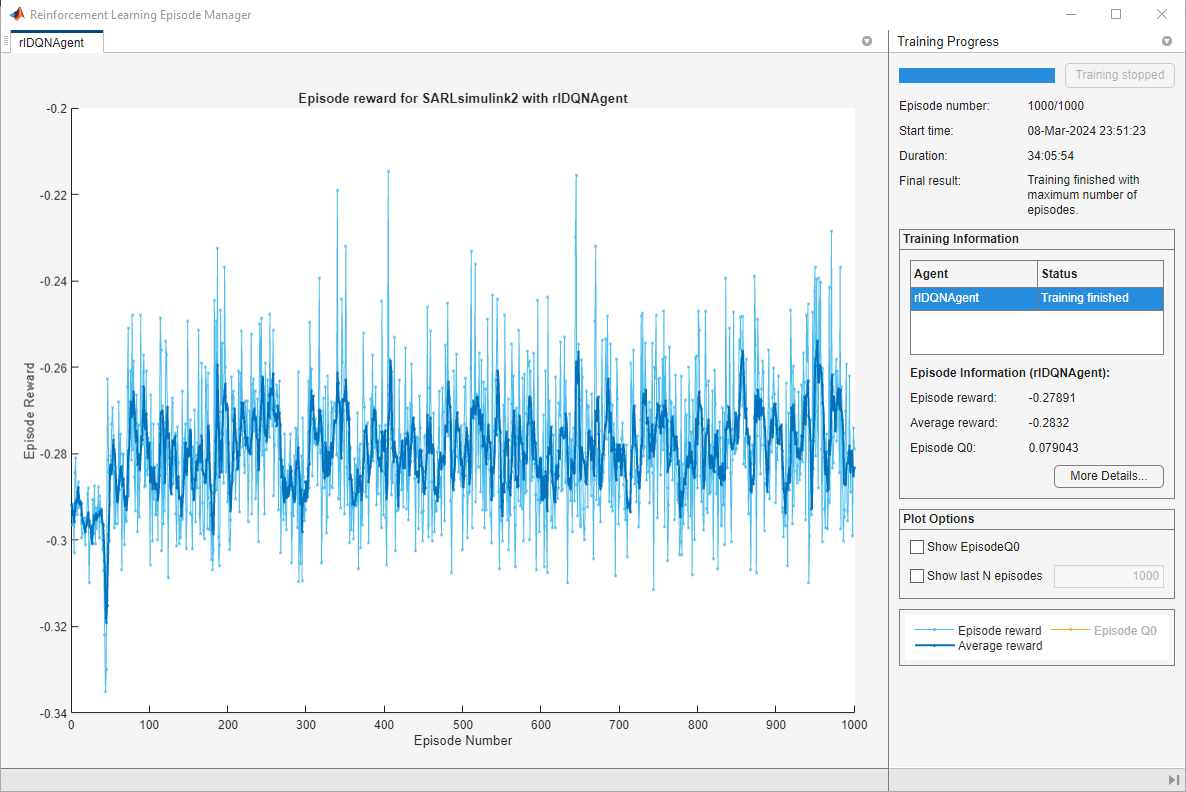 Reinforcement Learning Episode Manager
rlDQNAgent
Episode reward for SARLsimulink2 with rlDQNAgent
-0.2
-0.22
-0.24
-0.26
-0.28
-0.3
-0.32
-0.34
Episode Reward
0 100 200 300 400 500 600 700 800 900 1000
Episode Number
Training Progress
Training stopped
Episode number: 1000/1000
Start time: 08-Mar-2024 23:51:23
Duration: 34:05:54
Final result: Training finished with
maximum number of
episodes.
Training Information
Agent Status
rlDQNAgent Training finished
Episode Information (rlDQNAgent):
Episode reward: -0.27891
Average reward: -0.2832
Episode Q0: 0.079043
More Details...
Plot Options
Show EpisodeQ0
Show last N episodes 1000
Episode reward Episode Q0
Average reward